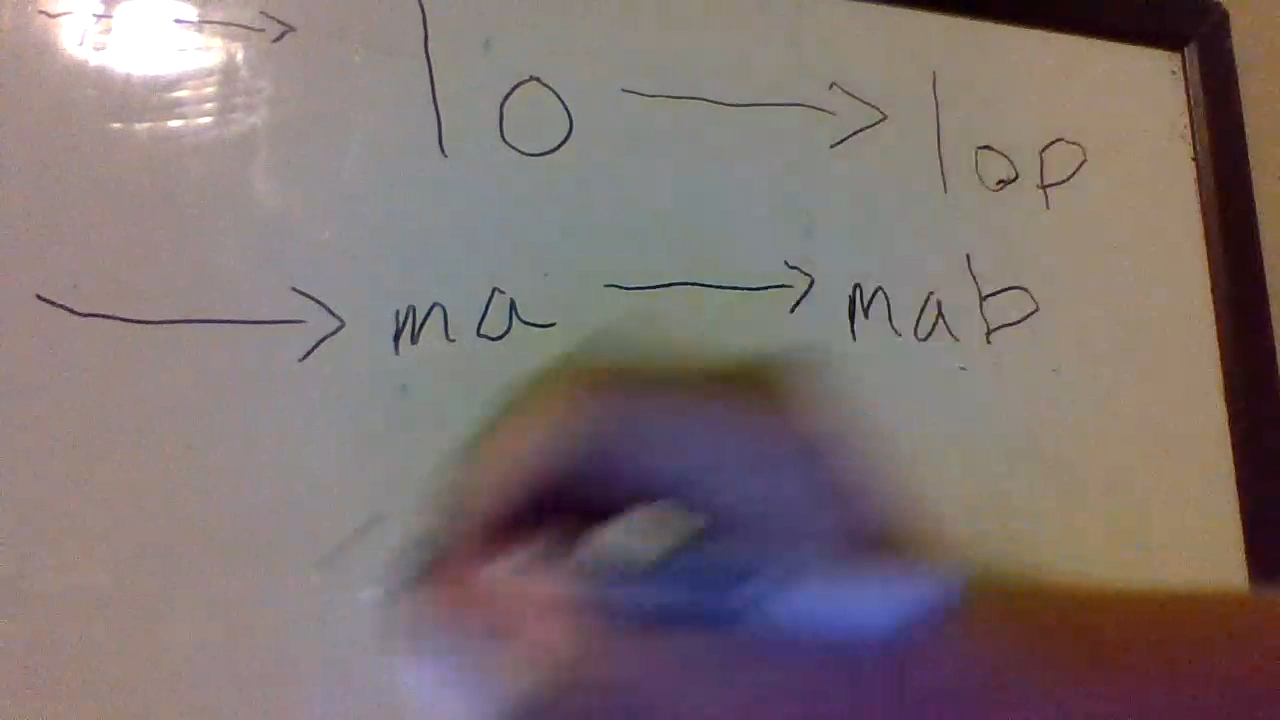 → lo → lop
→ ma → mab